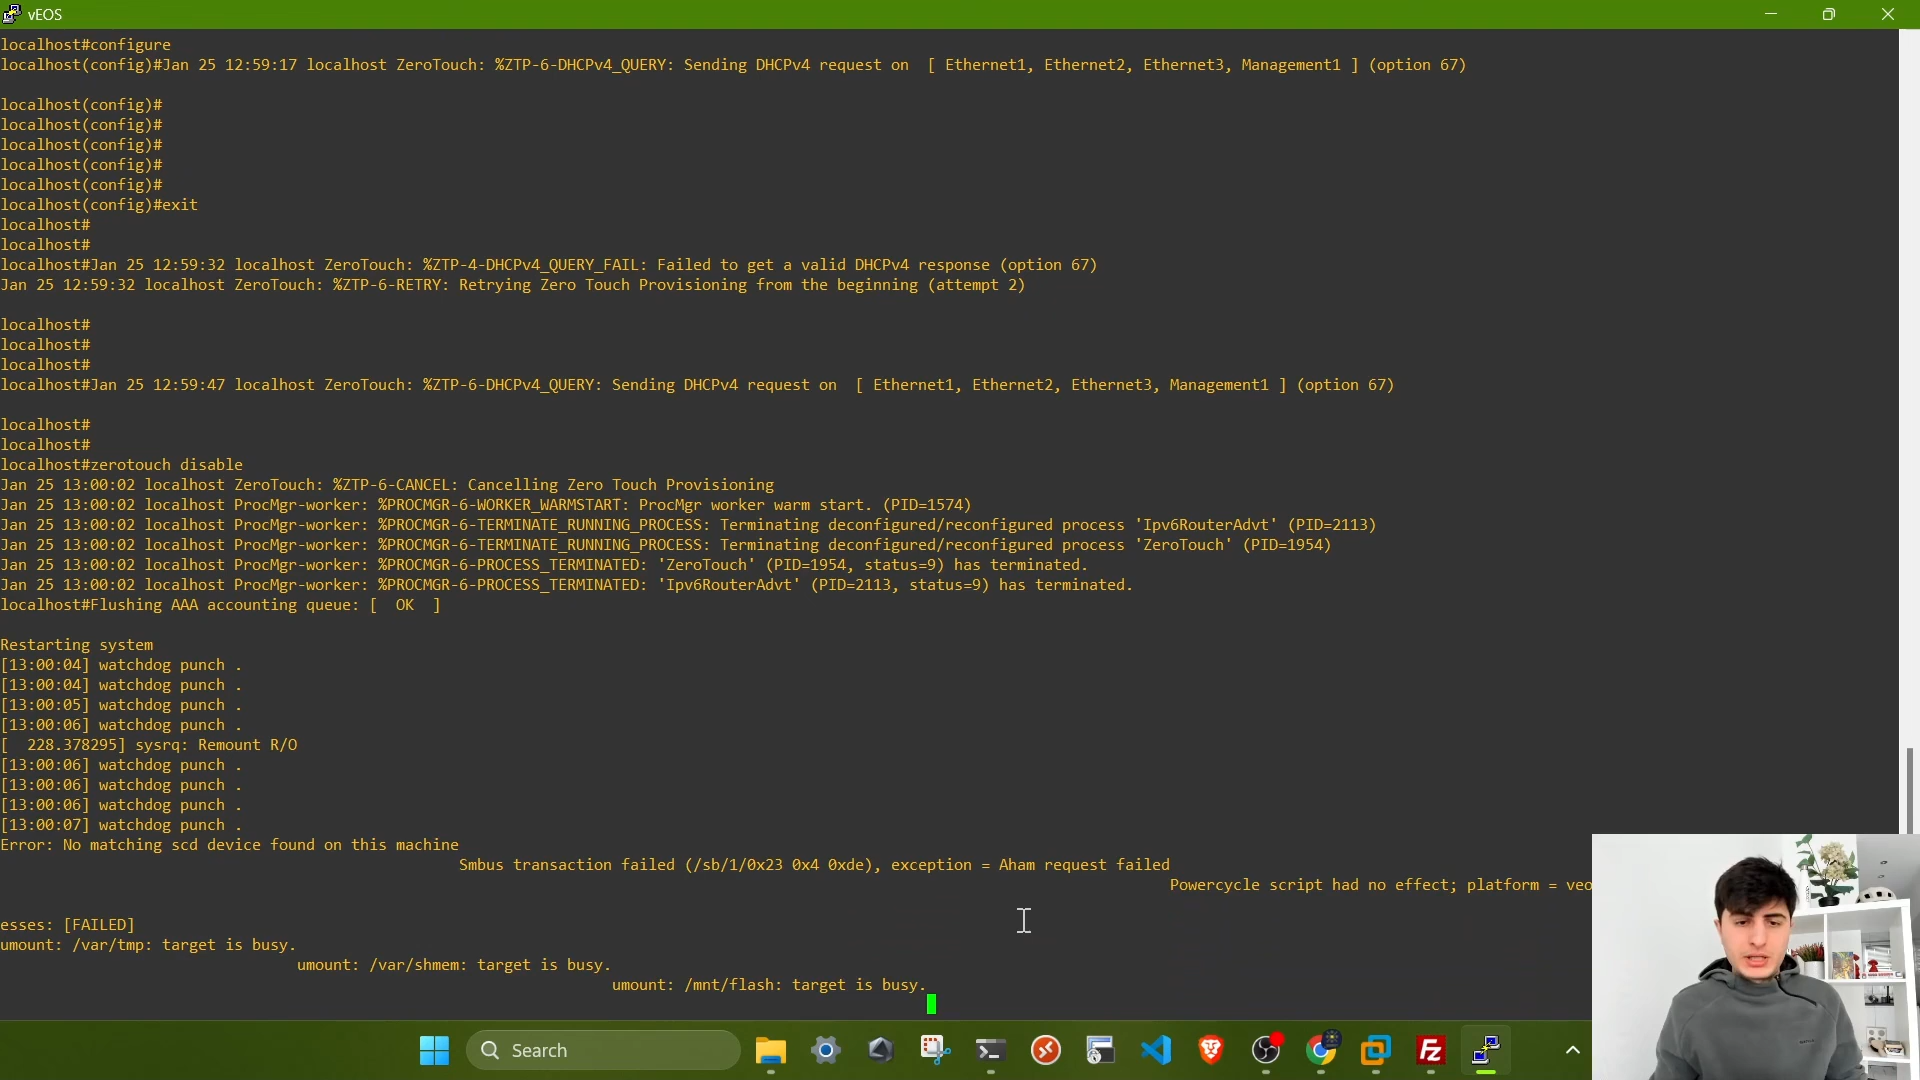 vEOS
localhost#configure
localhost(config)#Jan 25 12:59:17 localhost ZeroTouch: %ZTP-6-DHCPv4_QUERY: Sending DHCPv4 request on  [ Ethernet1, Ethernet2, Ethernet3, Management1 ] (option 67)
localhost(config)#
localhost(config)#
localhost(config)#
localhost(config)#
localhost(config)#
localhost(config)#exit
localhost#
localhost#
localhost#Jan 25 12:59:32 localhost ZeroTouch: %ZTP-4-DHCPv4_QUERY_FAIL: Failed to get a valid DHCPv4 response (option 67)
Jan 25 12:59:32 localhost ZeroTouch: %ZTP-6-RETRY: Retrying Zero Touch Provisioning from the beginning (attempt 2)
localhost#
localhost#
localhost#
localhost#Jan 25 12:59:47 localhost ZeroTouch: %ZTP-6-DHCPv4_QUERY: Sending DHCPv4 request on  [ Ethernet1, Ethernet2, Ethernet3, Management1 ] (option 67)
localhost#
localhost#
localhost#zerotouch disable
Jan 25 13:00:02 localhost ZeroTouch: %ZTP-6-CANCEL: Cancelling Zero Touch Provisioning
Jan 25 13:00:02 localhost ProcMgr-worker: %PROCMGR-6-WORKER_WARMSTART: ProcMgr worker warm start. (PID=1574)
Jan 25 13:00:02 localhost ProcMgr-worker: %PROCMGR-6-TERMINATE_RUNNING_PROCESS: Terminating deconfigured/reconfigured process 'Ipv6RouterAdvt' (PID=2113)
Jan 25 13:00:02 localhost ProcMgr-worker: %PROCMGR-6-TERMINATE_RUNNING_PROCESS: Terminating deconfigured/reconfigured process 'ZeroTouch' (PID=1954)
Jan 25 13:00:02 localhost ProcMgr-worker: %PROCMGR-6-PROCESS_TERMINATED: 'ZeroTouch' (PID=1954, status=9) has terminated.
Jan 25 13:00:02 localhost ProcMgr-worker: %PROCMGR-6-PROCESS_TERMINATED: 'Ipv6RouterAdvt' (PID=2113, status=9) has terminated.
localhost#Flushing AAA accounting queue: [  OK  ]
Restarting system
[13:00:04] watchdog punch .
[13:00:04] watchdog punch .
[13:00:05] watchdog punch .
[13:00:06] watchdog punch .
[  228.378295] sysrq: Remount R/O
[13:00:06] watchdog punch .
[13:00:06] watchdog punch .
[13:00:06] watchdog punch .
[13:00:07] watchdog punch .
Error: No matching scd device found on this machine
Smbus transaction failed (/sb/1/0x23 0x4 0xde), exception = Aham request failed
Powercycle script had no effect; platform = veo
esses: [FAILED]
umount: /var/tmp: target is busy.
umount: /var/shmem: target is busy.
umount: /mnt/flash: target is busy.
Search